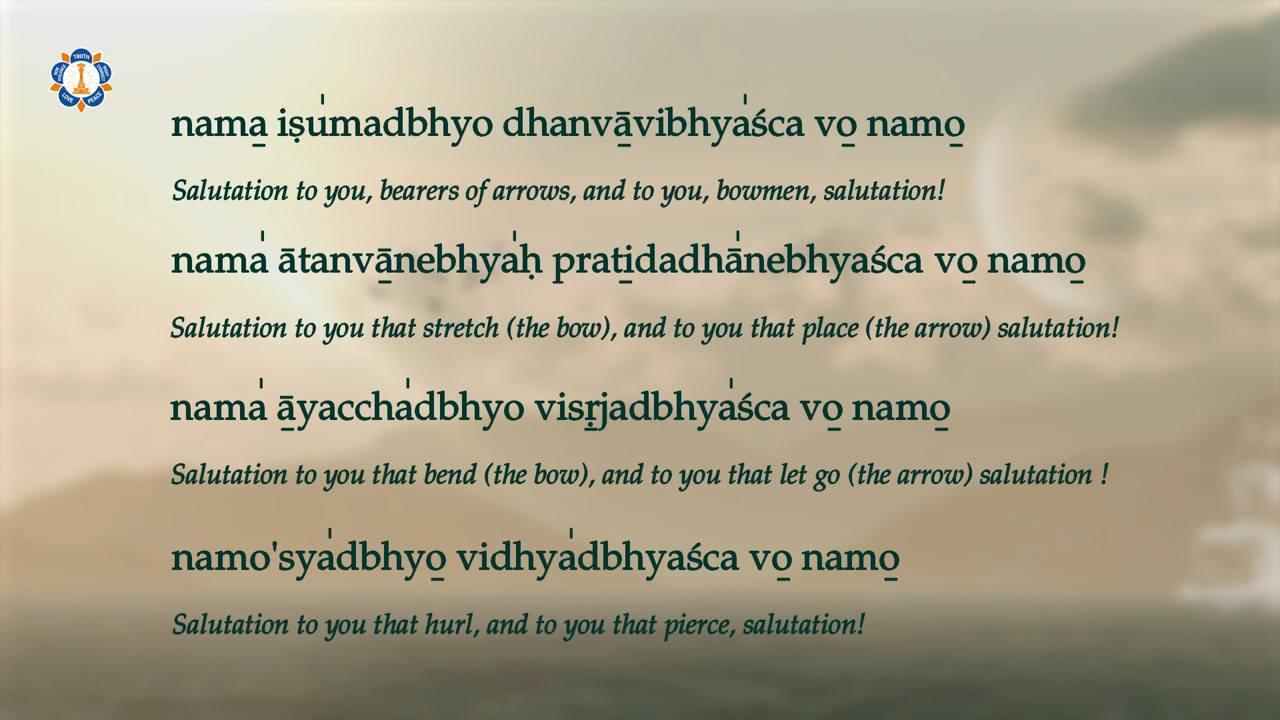 TRUTH
LOVE
PEACE
nama̱ iṣu̍madbhyo dhanvā̱vibhya̍śca vo̱ namo̱
Salutation to you, bearers of arrows, and to you, bowmen, salutation!
nama̍ ātanvā̱nebhya̍ḥ prati̱dadhā̍nebhyaśca vo̱ namo̱
Salutation to you that stretch (the bow), and to you that place (the arrow) salutation!
nama̍ ā̱yaccha̍dbhyo visṛ̱jadbhya̍śca vo̱ namo̱
Salutation to you that bend (the bow), and to you that let go (the arrow) salutation !
namo'sya̍dbhyo̱ vidhya̍dbhyaśca vo̱ namo̱
Salutation to you that hurl, and to you that pierce, salutation!